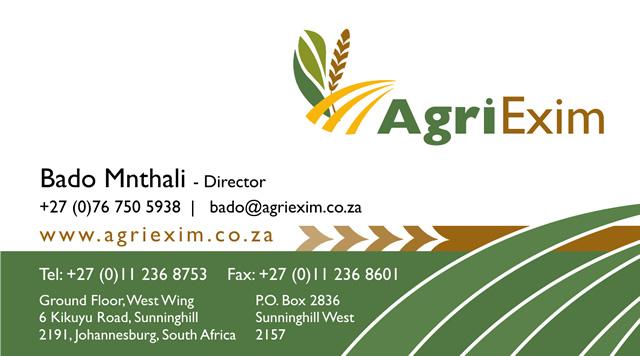 AgriExim
Bado Mnthali - Director
+27 (0)76 750 5938 | bado@agriexim.co.za
www.agriexim.co.za
Tel: +27 (0)11 236 8753 Fax: +27 (0)11 236 8601
Ground Floor, West Wing
6 Kikuyu Road, Sunninghill
2191, Johannesburg, South Africa
P.O. Box 2836
Sunninghill West
2157